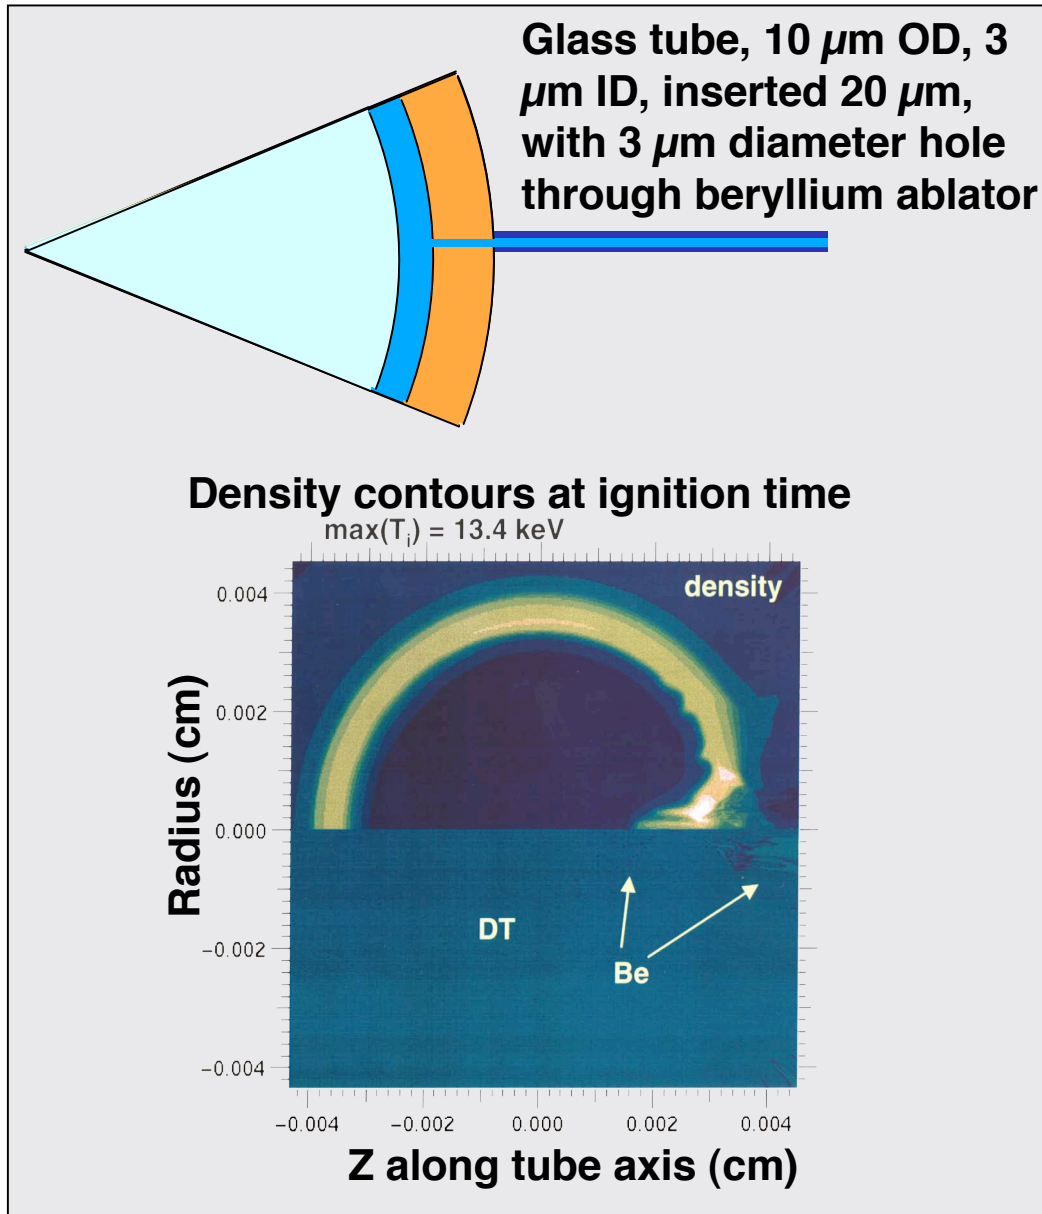 Glass tube, 10 µm OD, 3
µm ID, inserted 20 µm,
with 3 µm diameter hole
through beryllium ablator
Density contours at ignition time
max(Ti) = 13.4 keV
density
0.004
0.002
0.000
−0.002
−0.004
Radius (cm)
DT
Be
−0.004 −0.002 0.000 0.002 0.004
Z along tube axis (cm)